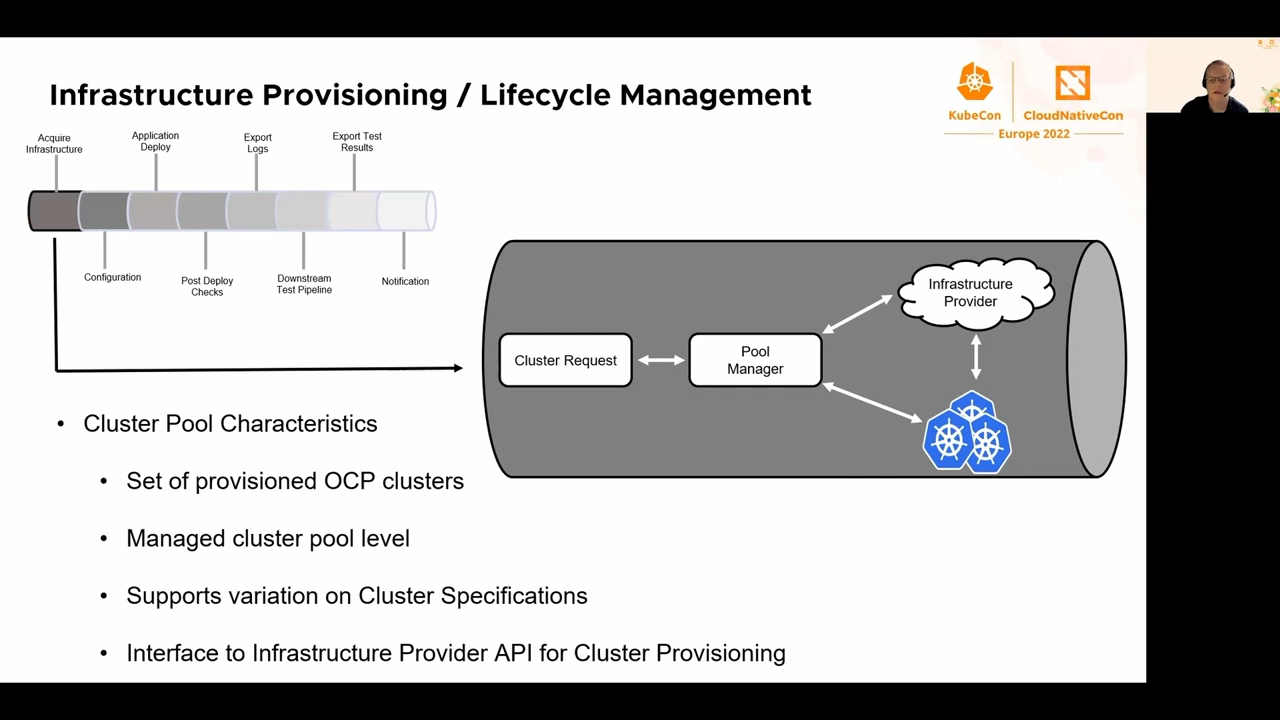 Infrastructure Provisioning / Lifecycle Management
KubeCon
CloudNativeCon
Europe 2022
Acquire
Infrastructure
Application
Deploy
Export
Logs
Export Test
Results
Configuration
Post Deploy
Checks
Downstream
Test Pipeline
Notification
Cluster Request
Pool
Manager
Infrastructure
Provider
• Cluster Pool Characteristics
• Set of provisioned OCP clusters
• Managed cluster pool level
• Supports variation on Cluster Specifications
• Interface to Infrastructure Provider API for Cluster Provisioning